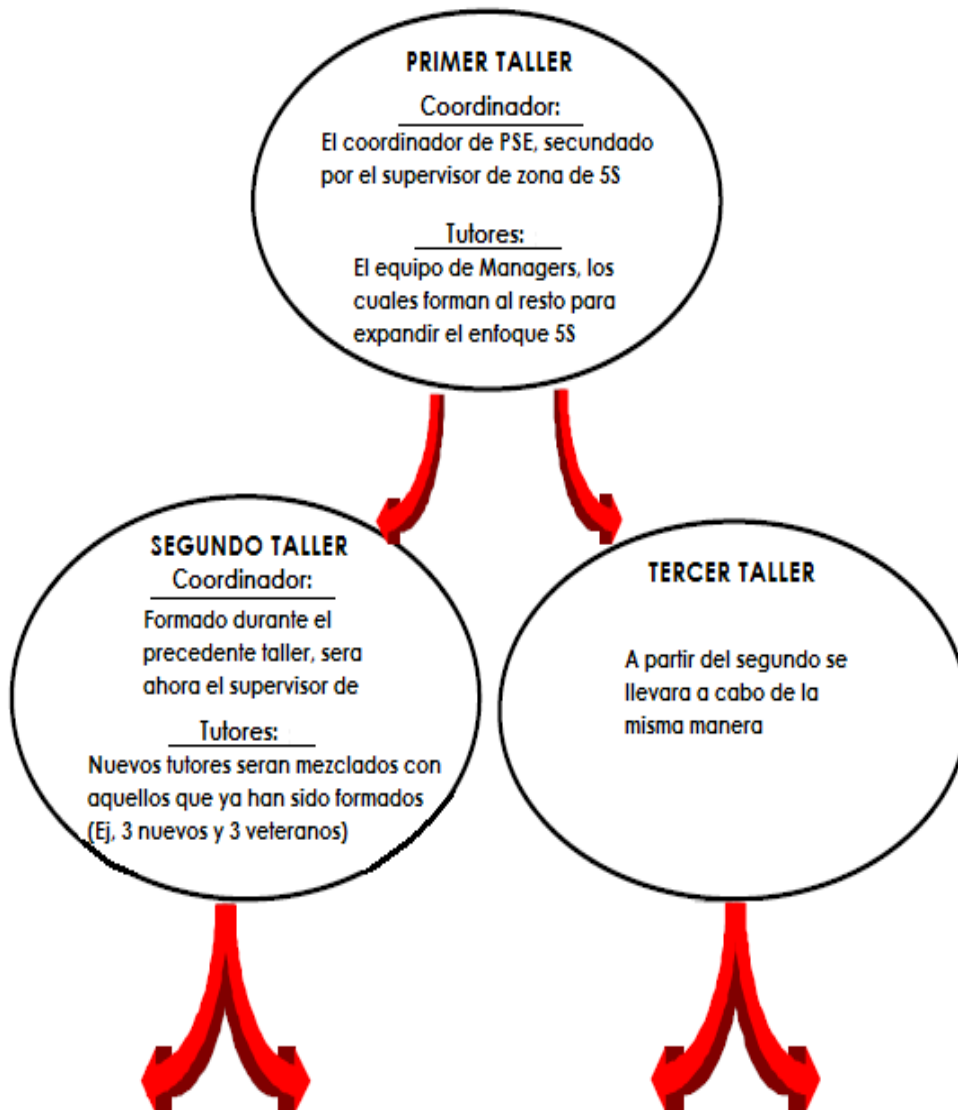 PRIMER TALLER
Coordinador:
El coordinador de PSE, secundado
por el supervisor de zona de 5S
Tutores:
El equipo de Managers, los
cuales forman al resto para
expandir el enfoque 5S
SEGUNDO TALLER
Coordinador:
Formado durante el
precedente taller, sera
ahora el supervisor de
Tutores:
Nuevos tutores seran mezclados con
aquellos que ya han sido formados
(Ej, 3 nuevos y 3 veteranos)
TERCER TALLER
A partir del segundo se
llevara a cabo de la
misma manera